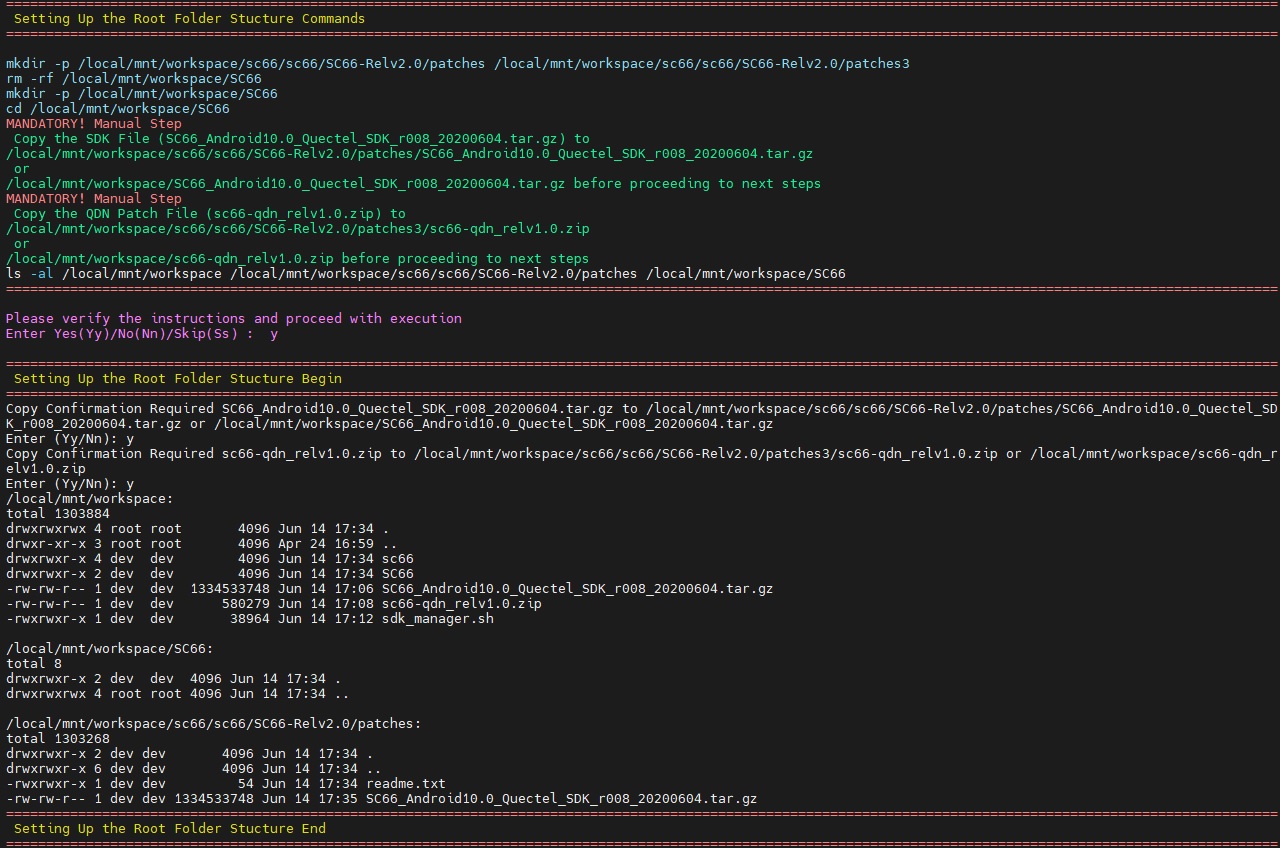 ================================================================================
Setting Up the Root Folder Stucture Commands
================================================================================
mkdir -p /local/mnt/workspace/sc66/sc66/SC66-Relv2.0/patches /local/mnt/workspace/sc66/sc66/SC66-Relv2.0/patches3
rm -rf /local/mnt/workspace/SC66
mkdir -p /local/mnt/workspace/SC66
cd /local/mnt/workspace/SC66
MANDATORY! Manual Step
Copy the SDK File (SC66_Android10.0_Quectel_SDK_r008_20200604.tar.gz) to
/local/mnt/workspace/sc66/sc66/SC66-Relv2.0/patches/SC66_Android10.0_Quectel_SDK_r008_20200604.tar.gz
or
/local/mnt/workspace/SC66_Android10.0_Quectel_SDK_r008_20200604.tar.gz before proceeding to next steps
MANDATORY! Manual Step
Copy the QDN Patch File (sc66-qdn_relv1.0.zip) to
/local/mnt/workspace/sc66/sc66/SC66-Relv2.0/patches3/sc66-qdn_relv1.0.zip
or
/local/mnt/workspace/sc66-qdn_relv1.0.zip before proceeding to next steps
ls -al /local/mnt/workspace /local/mnt/workspace/sc66/sc66/SC66-Relv2.0/patches /local/mnt/workspace/SC66
================================================================================
Please verify the instructions and proceed with execution
Enter Yes(Yy)/No(Nn)/Skip(Ss) :  y
================================================================================
Setting Up the Root Folder Stucture Begin
================================================================================
Copy Confirmation Required SC66_Android10.0_Quectel_SDK_r008_20200604.tar.gz to /local/mnt/workspace/sc66/sc66/SC66-Relv2.0/patches/SC66_Android10.0_Quectel_SD
K_r008_20200604.tar.gz or /local/mnt/workspace/SC66_Android10.0_Quectel_SDK_r008_20200604.tar.gz
Enter (Yy/Nn): y
Copy Confirmation Required sc66-qdn_relv1.0.zip to /local/mnt/workspace/sc66/sc66/SC66-Relv2.0/patches3/sc66-qdn_relv1.0.zip or /local/mnt/workspace/sc66-qdn_r
elv1.0.zip
Enter (Yy/Nn): y
/local/mnt/workspace:
total 1303884
drwxrwxrwx 4 root root       4096 Jun 14 17:34 .
drwxr-xr-x 3 root root       4096 Apr 24 16:59 ..
drwxrwxr-x 4 dev  dev        4096 Jun 14 17:34 sc66
drwxrwxr-x 2 dev  dev        4096 Jun 14 17:34 SC66
-rw-rw-r-- 1 dev  dev  1334533748 Jun 14 17:06 SC66_Android10.0_Quectel_SDK_r008_20200604.tar.gz
-rw-rw-r-- 1 dev  dev      580279 Jun 14 17:08 sc66-qdn_relv1.0.zip
-rwxrwxr-x 1 dev  dev       38964 Jun 14 17:12 sdk_manager.sh
/local/mnt/workspace/SC66:
total 8
drwxrwxr-x 2 dev  dev  4096 Jun 14 17:34 .
drwxrwxrwx 4 root root 4096 Jun 14 17:34 ..
/local/mnt/workspace/sc66/sc66/SC66-Relv2.0/patches:
total 1303268
drwxrwxr-x 2 dev dev       4096 Jun 14 17:34 .
drwxrwxr-x 6 dev dev       4096 Jun 14 17:34 ..
-rwxrwxr-x 1 dev dev         54 Jun 14 17:34 readme.txt
-rw-rw-r-- 1 dev dev 1334533748 Jun 14 17:35 SC66_Android10.0_Quectel_SDK_r008_20200604.tar.gz
================================================================================
Setting Up the Root Folder Stucture End
================================================================================